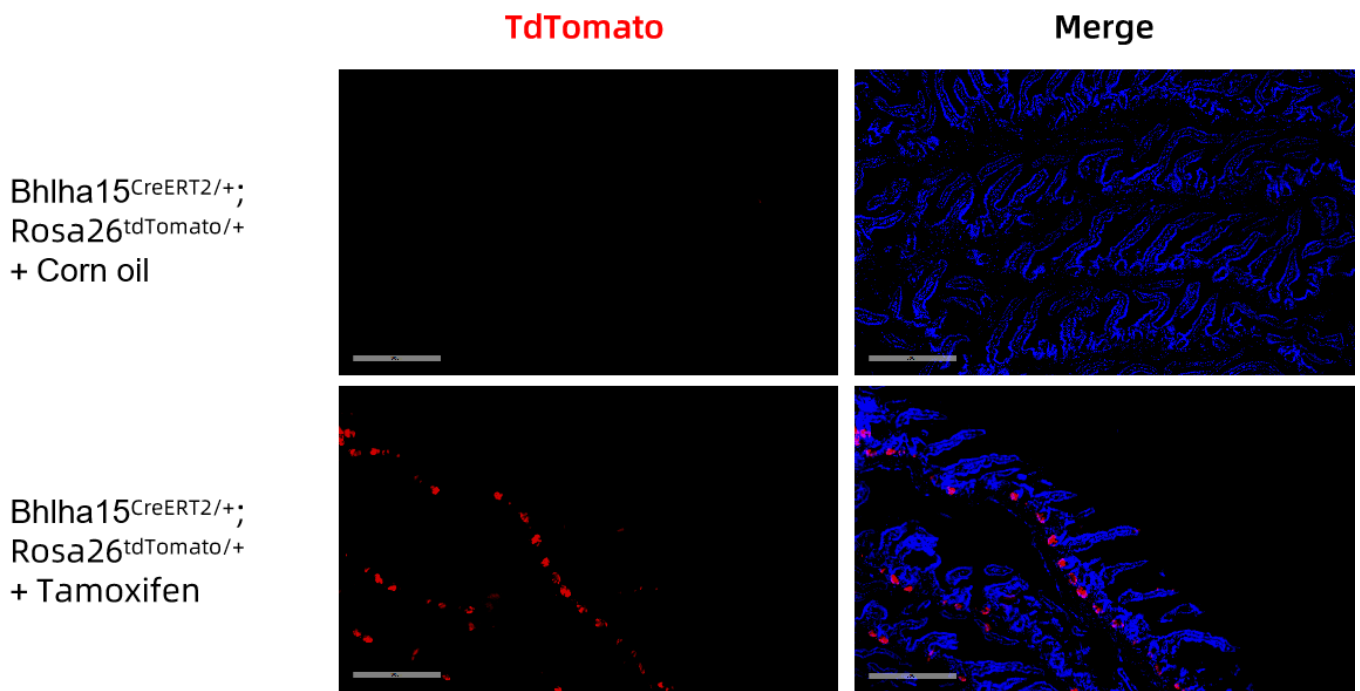 TdTomato Merge
Bhlha15CreERT2/+;
Rosa26tdTomato/+
+ Corn oil
Bhlha15CreERT2/+;
Rosa26tdTomato/+
+ Tamoxifen